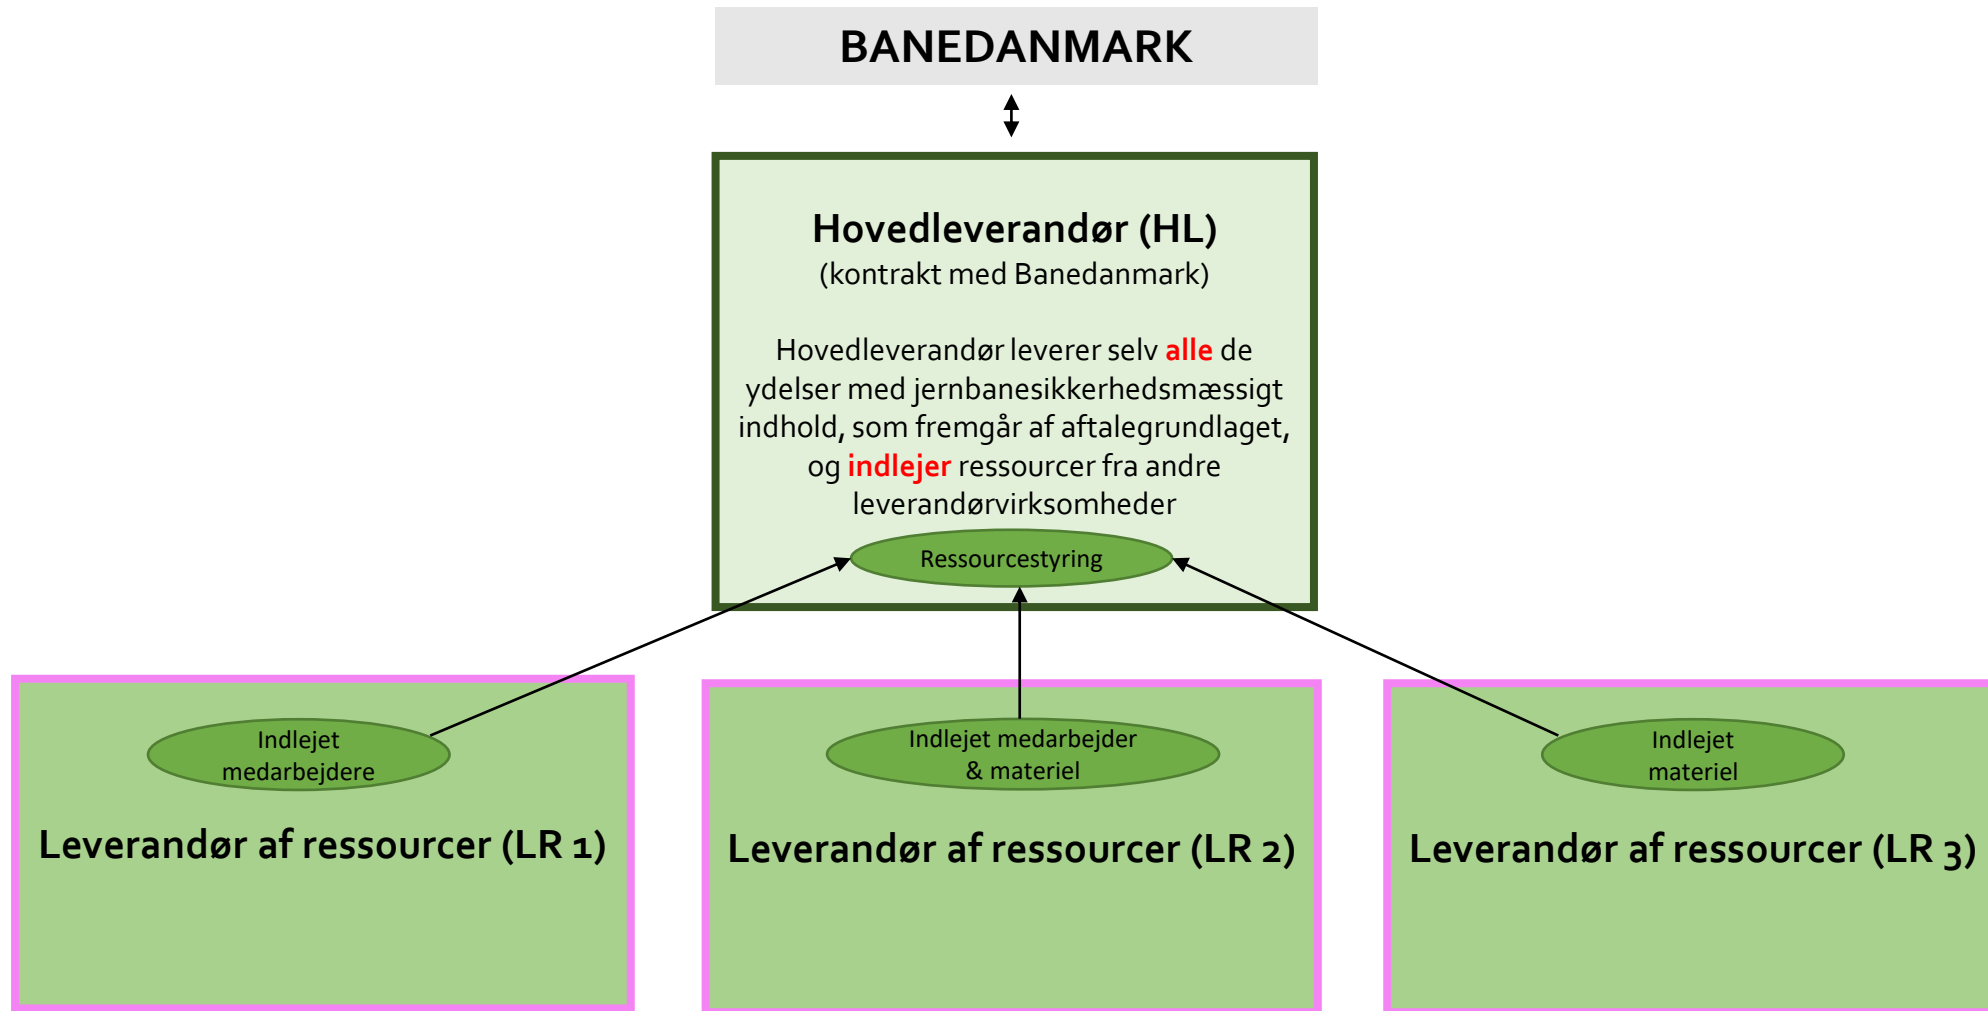 BANEDANMARK
Hovedleverandør (HL)
(kontrakt med Banedanmark)
Hovedleverandør leverer selv alle de
ydelser med jernbanesikkerhedsmæssigt
indhold, som fremgår af aftalegrundlaget,
og indlejer ressourcer fra andre
leverandørvirksomheder
Ressourcestyring
Indlejet
medarbejdere
Leverandør af ressourcer (LR 1)
Indlejet medarbejder
& materiel
Leverandør af ressourcer (LR 2)
Indlejet
materiel
Leverandør af ressourcer (LR 3)